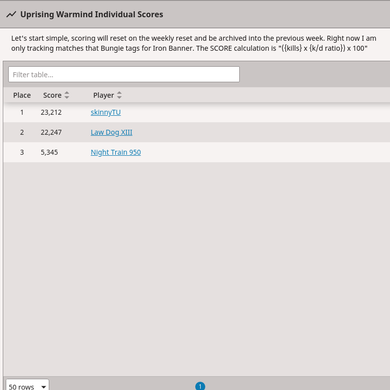 Uprising Warmind Individual Scores
Let's start simple, scoring will reset on the weekly reset and be archived into the previous week. Right now I am
only tracking matches that Bungie tags for Iron Banner. The SCORE calculation is "((kills) x (k/d ratio)) x 100"
Filter table...
Place Score Player
1 23,212 skinnyTU
2 22,247 Law Dog XIII
3 5,345 Night Train 950
50 rows 1